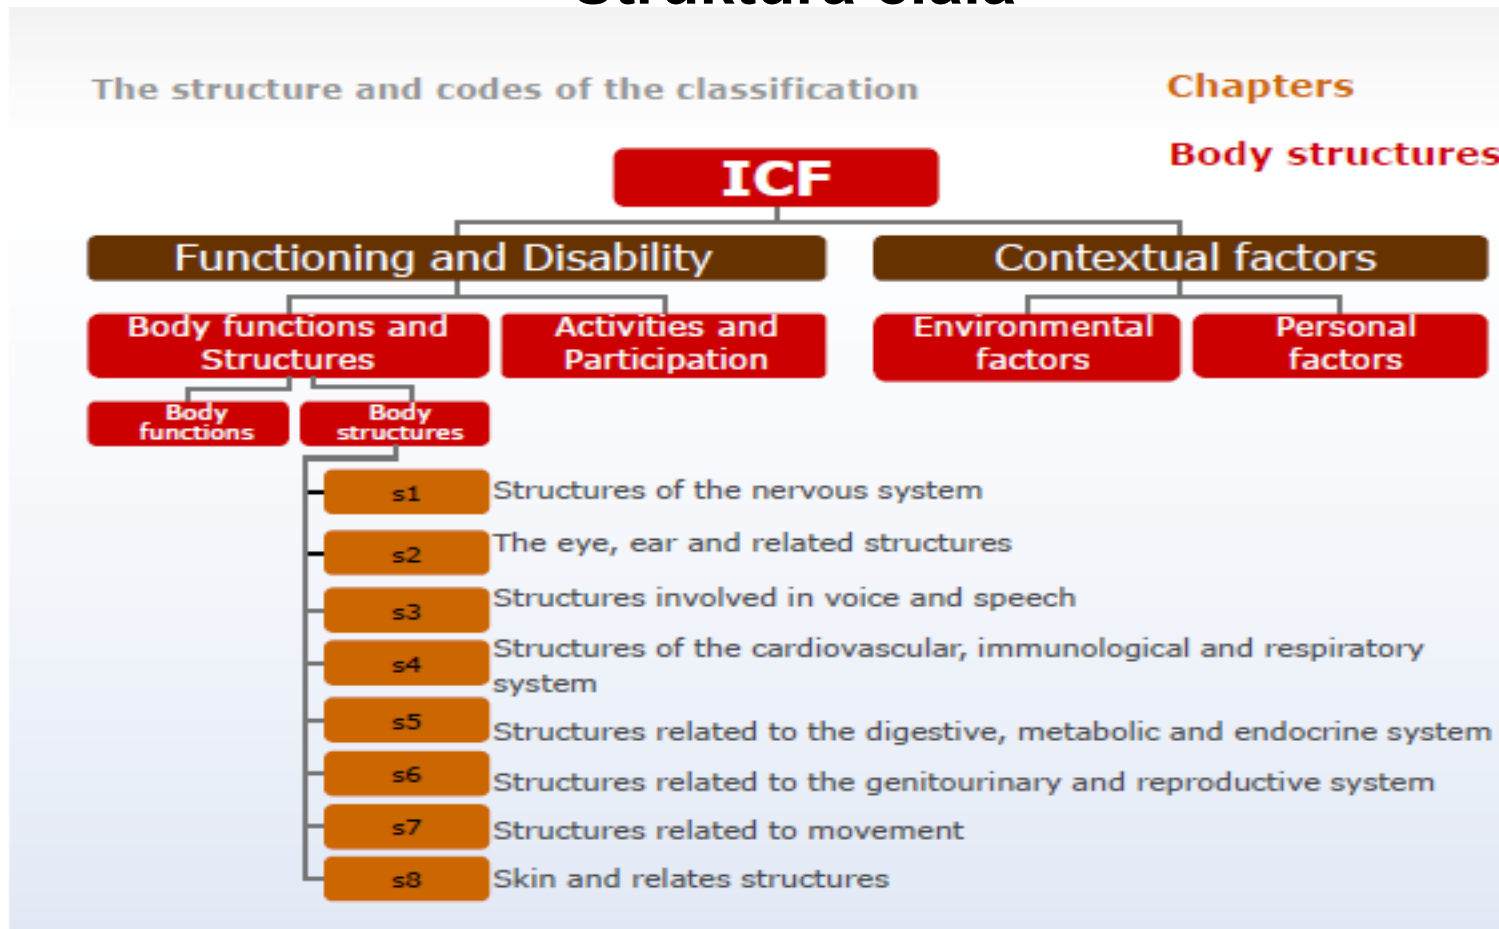 Struktura ciała
The structure and codes of the classification
Chapters
Body structures
ICF
Functioning and Disability
Contextual factors
Body functions and
Structures
Activities and
Participation
Environmental
factors
Personal
factors
Body
functions
Body
structures
s1 Structures of the nervous system
s2 The eye, ear and related structures
s3 Structures involved in voice and speech
s4 Structures of the cardiovascular, immunological and respiratory
system
s5 Structures related to the digestive, metabolic and endocrine system
s6 Structures related to the genitourinary and reproductive system
s7 Structures related to movement
s8 Skin and relates structures